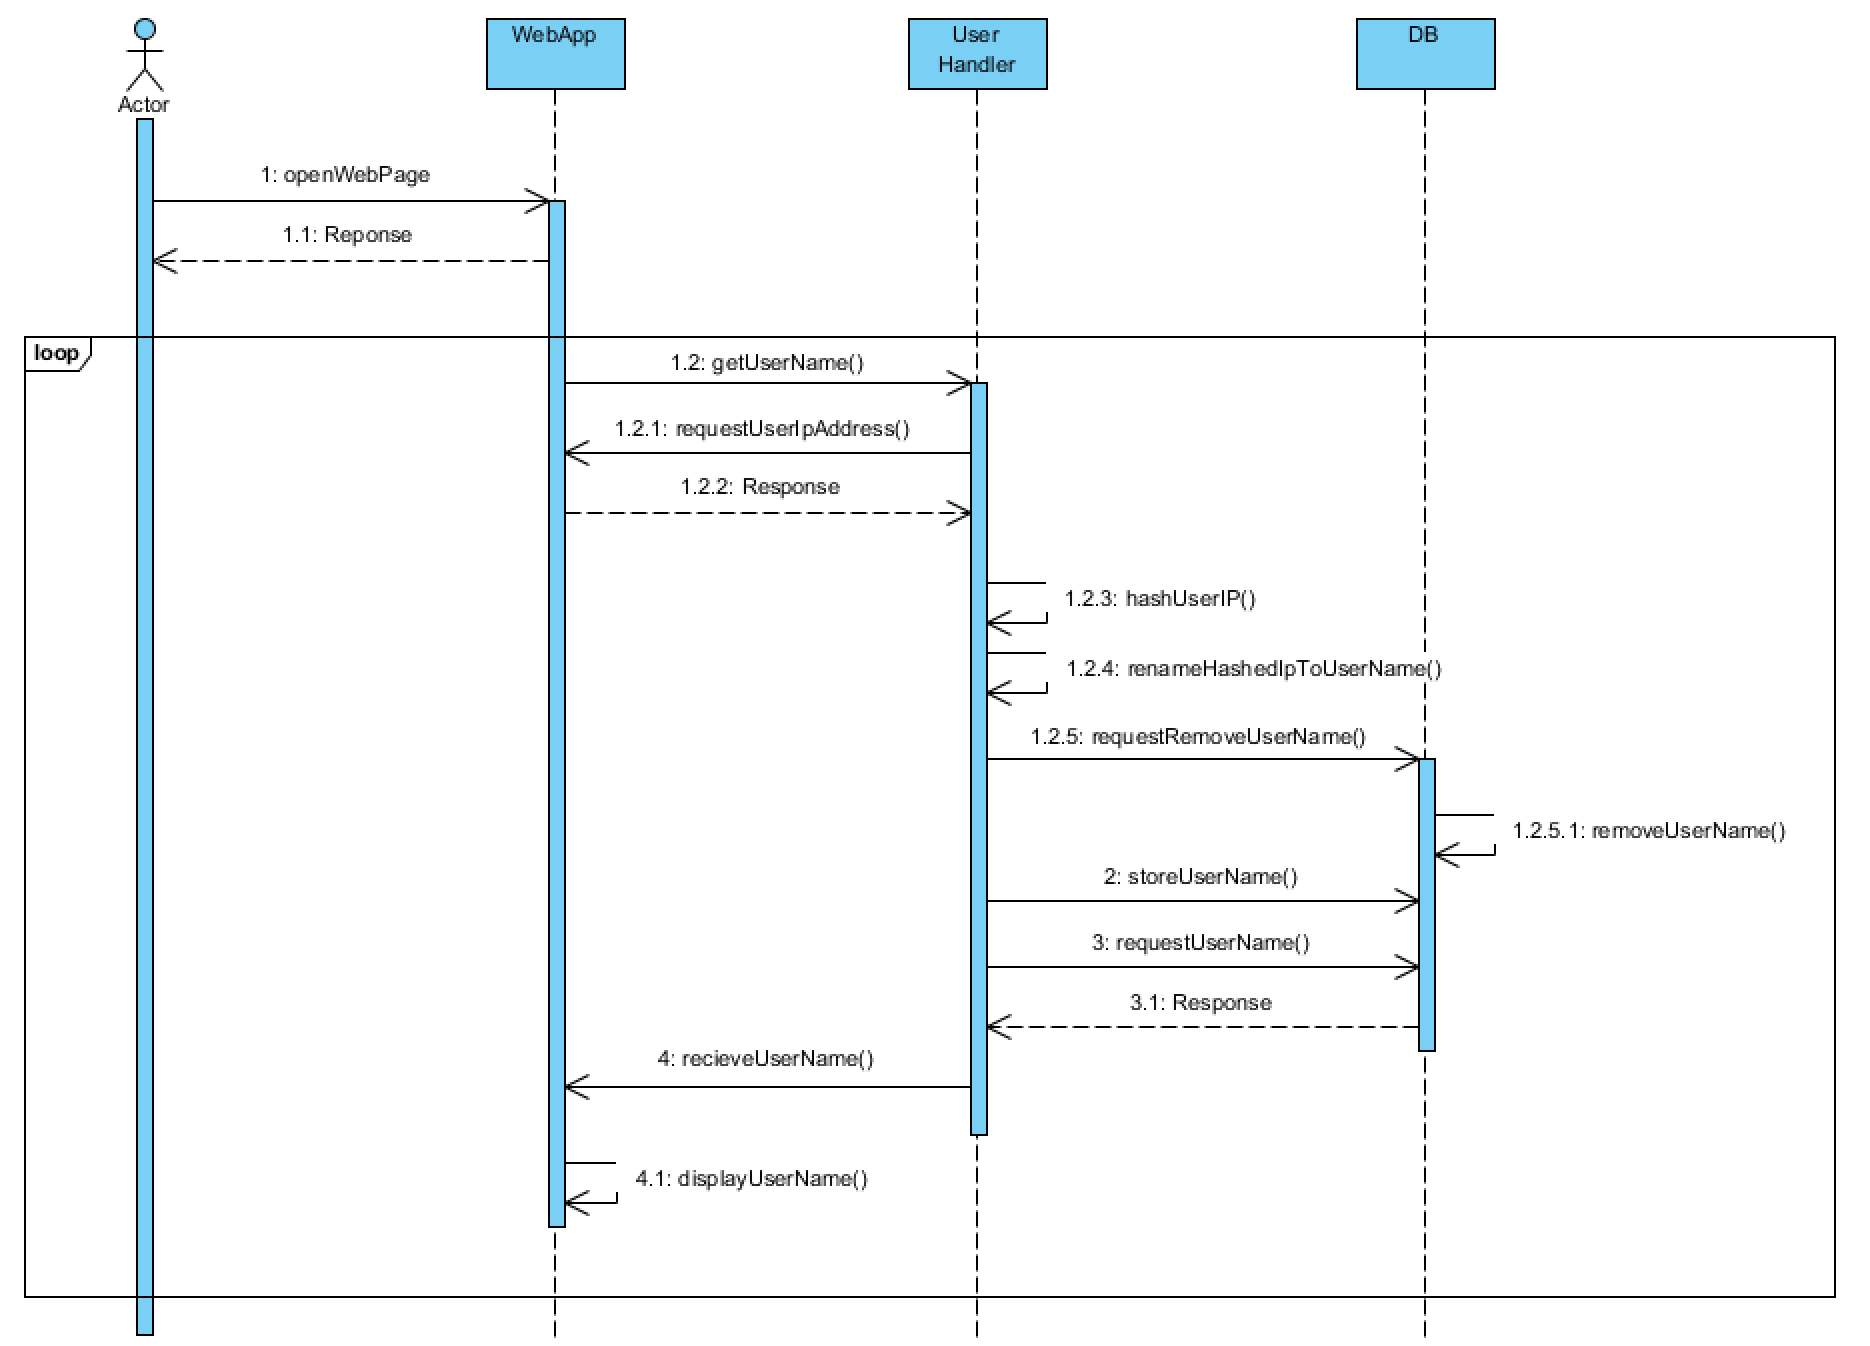 Actor
WebApp
User
Handler
DB
1: openWebPage
1.1: Reponse
loop
1.2: getUserName()
1.2.1: requestUserIpAddress()
1.2.2: Response
1.2.3: hashUserIP()
1.2.4: renameHashedIpToUserName()
1.2.5: requestRemoveUserName()
1.2.5.1: removeUserName()
2: storeUserName()
3: requestUserName()
3.1: Response
4: recieveUserName()
4.1: displayUserName()